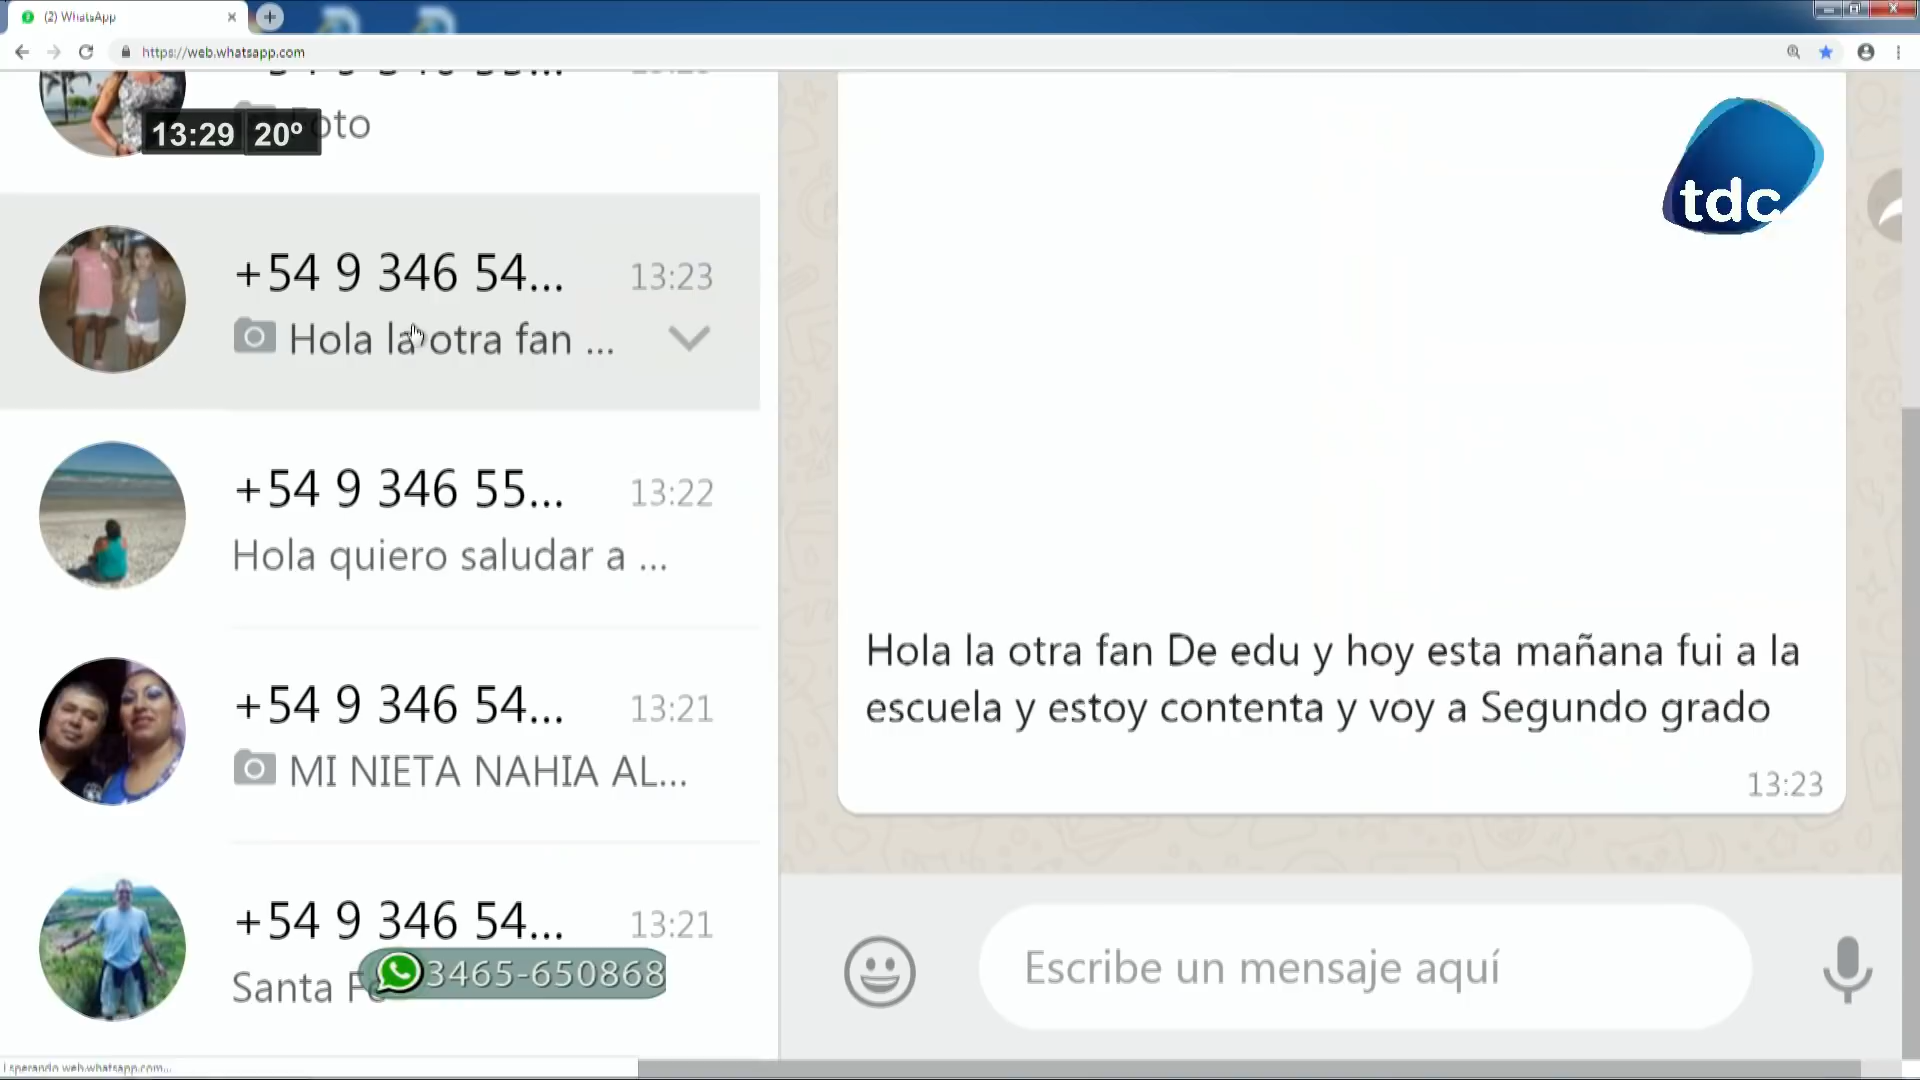 (2) WhatsApp
https://web.whatsapp.com
13:29 20º
oto
tdc
+54 9 346 54... 13:23
Hola la otra fan ...
+54 9 346 55... 13:22
Hola quiero saludar a ...
+54 9 346 54... 13:21
MI NIETA NAHIA AL...
+54 9 346 54... 13:21
Santa Fe
3465-650868
Hola la otra fan De edu y hoy esta mañana fui a la
escuela y estoy contenta y voy a Segundo grado
13:23
Escribe un mensaje aquí
sperando web.whatsapp.com...